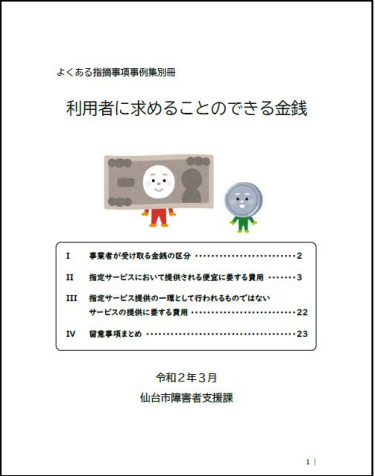 よくある指摘事項事例集別冊
利用者に求めることのできる金銭
Ⅰ 事業者が受け取る金銭の区分 ‥‥‥‥‥‥‥‥‥‥‥‥2
Ⅱ 指定サービスにおいて提供される便宜に要する費用 ‥‥‥3
Ⅲ 指定サービス提供の一環として行われるものではない
サービスの提供に要する費用 ‥‥‥‥‥‥‥‥‥‥‥‥22
Ⅳ 留意事項まとめ ‥‥‥‥‥‥‥‥‥‥‥‥‥‥‥‥‥23
令和2年3月
仙台市障害者支援課
1 |